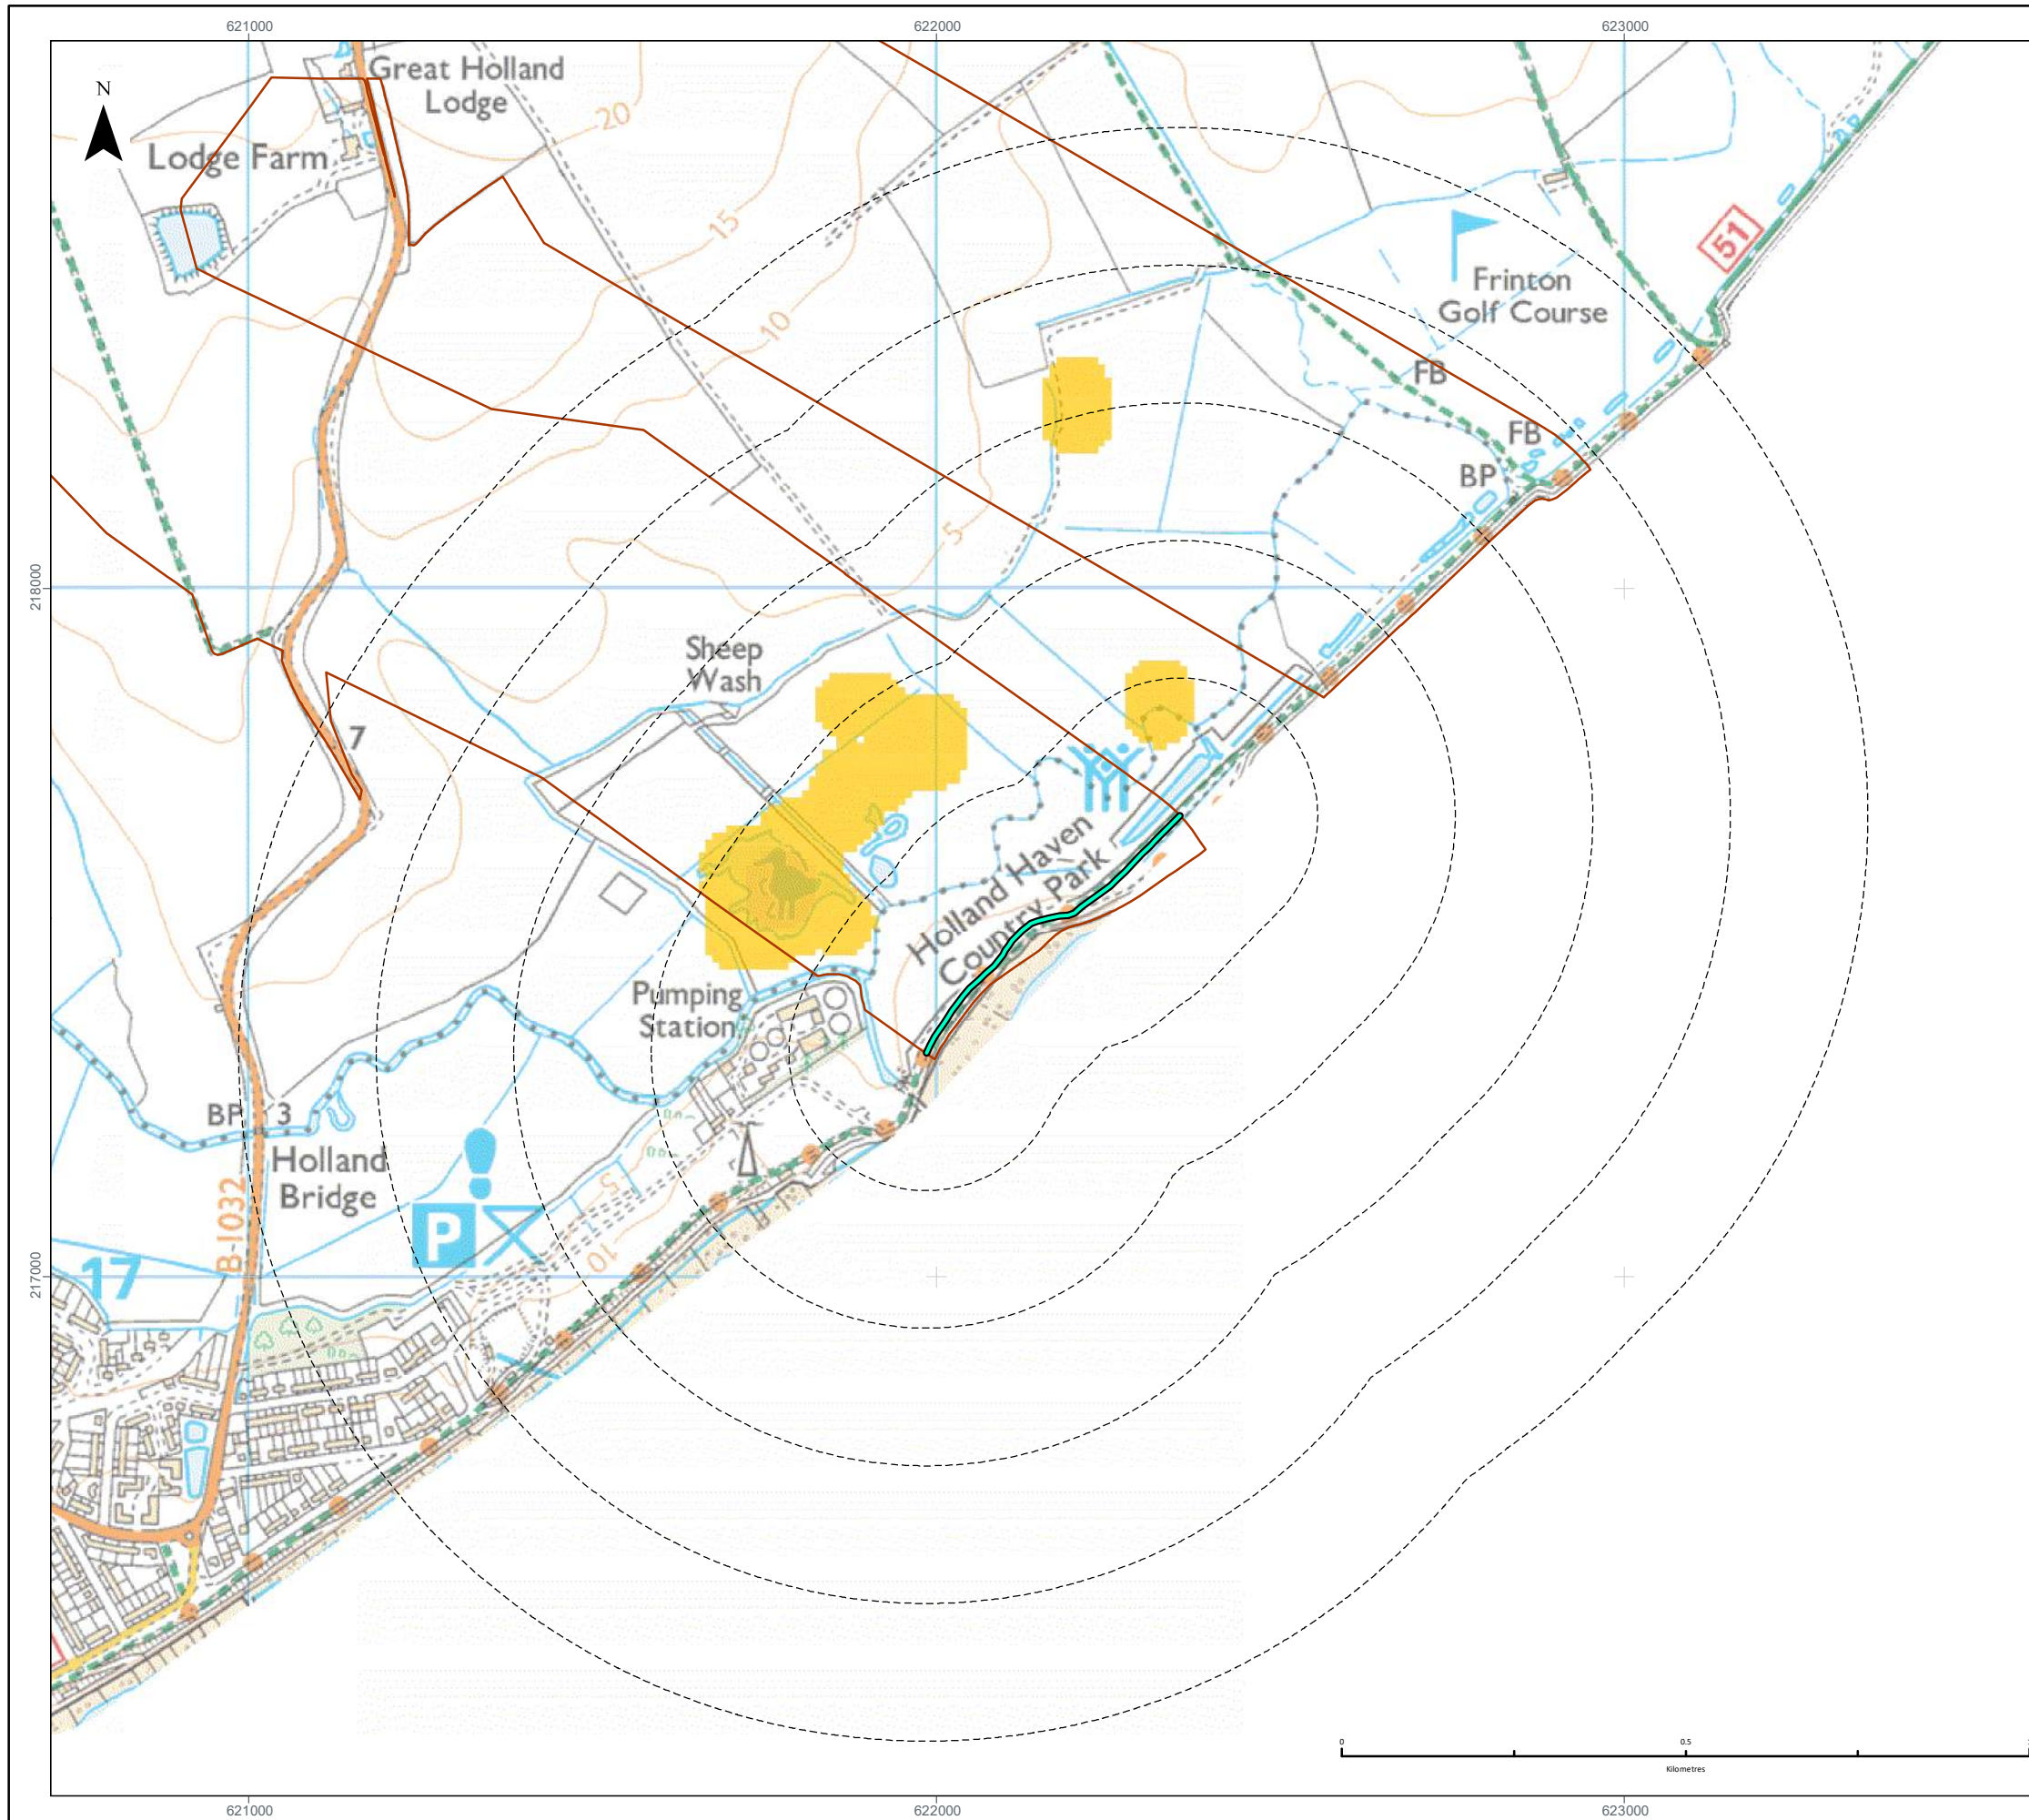 621000
622000
623000
N
Great Holland
Lodge
20
Lodge Farm
15
51
Frinton
Golf Course
10
FB
FB
BP
5
218000
218000
Sheep
Wash
7
Holland Haven
Country Park
Pumping
Station
BP
3
Holland
Bridge
B 1032
P
5
10
17
217000
0
0.5
Kilometres
621000
622000
623000